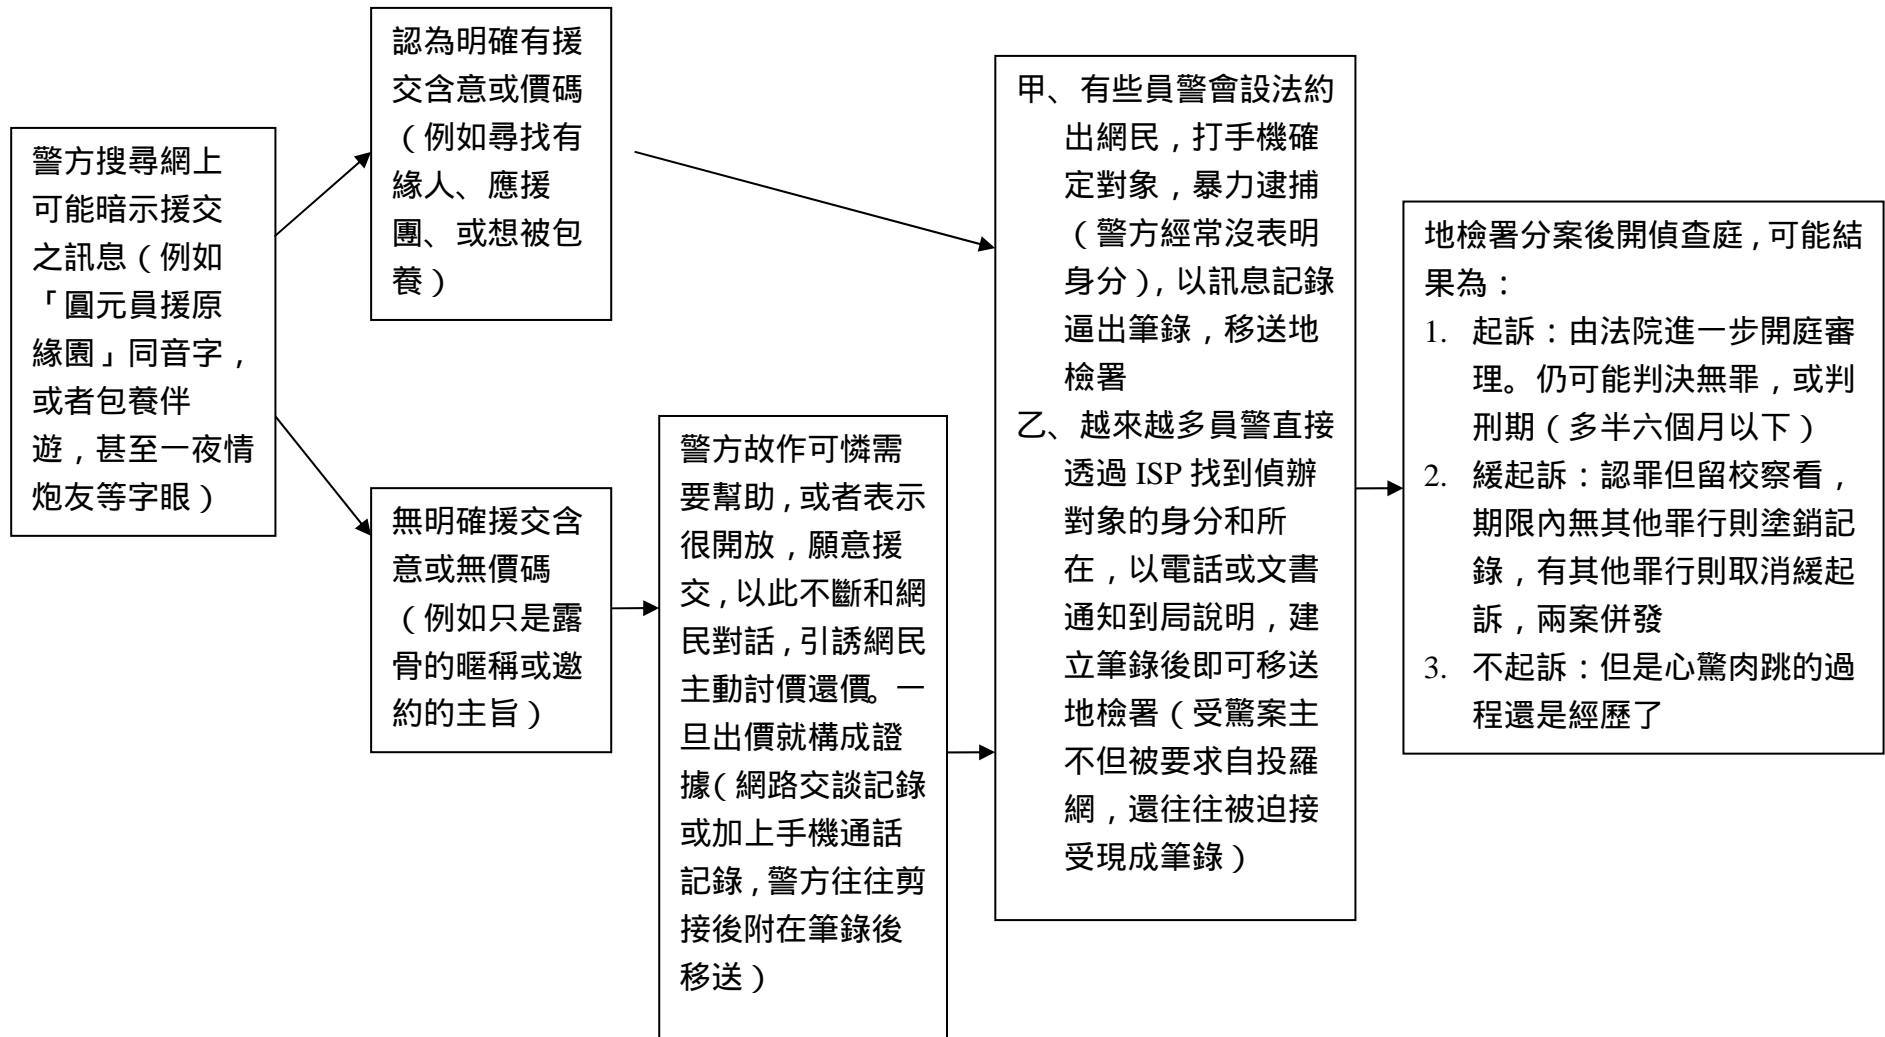 警方搜尋網上
可能暗示援交
之訊息（例如
「圓元員援原
緣園」同音字，
或者包養伴
遊，甚至一夜情
炮友等字眼）
認為明確有援
交含意或價碼
（例如尋找有
緣人、應援
團、或想被包
養）
無明確援交含
意或無價碼
（例如只是露
骨的暱稱或邀
約的主旨）
警方故作可憐需
要幫助，或者表示
很開放，願意援
交，以此不斷和網
民對話，引誘網民
主動討價還價。一
旦出價就構成證
據（網路交談記錄
或加上手機通話
記錄，警方往往剪
接後附在筆錄後
移送）
甲、有些員警會設法約
出網民，打手機確
定對象，暴力逮捕
（警方經常沒表明
身分），以訊息記錄
逼出筆錄，移送地
檢署
乙、越來越多員警直接
透過 ISP 找到偵辦
對象的身分和所
在，以電話或文書
通知到局說明，建
立筆錄後即可移送
地檢署（受驚案主
不但被要求自投羅
網，還往往被迫接
受現成筆錄）
地檢署分案後開偵查庭，可能結
果為：
1. 起訴：由法院進一步開庭審
理。仍可能判決無罪，或判
刑期（多半六個月以下）
2. 緩起訴：認罪但留校察看，
期限內無其他罪行則塗銷記
錄，有其他罪行則取消緩起
訴，兩案併發
3. 不起訴：但是心驚肉跳的過
程還是經歷了